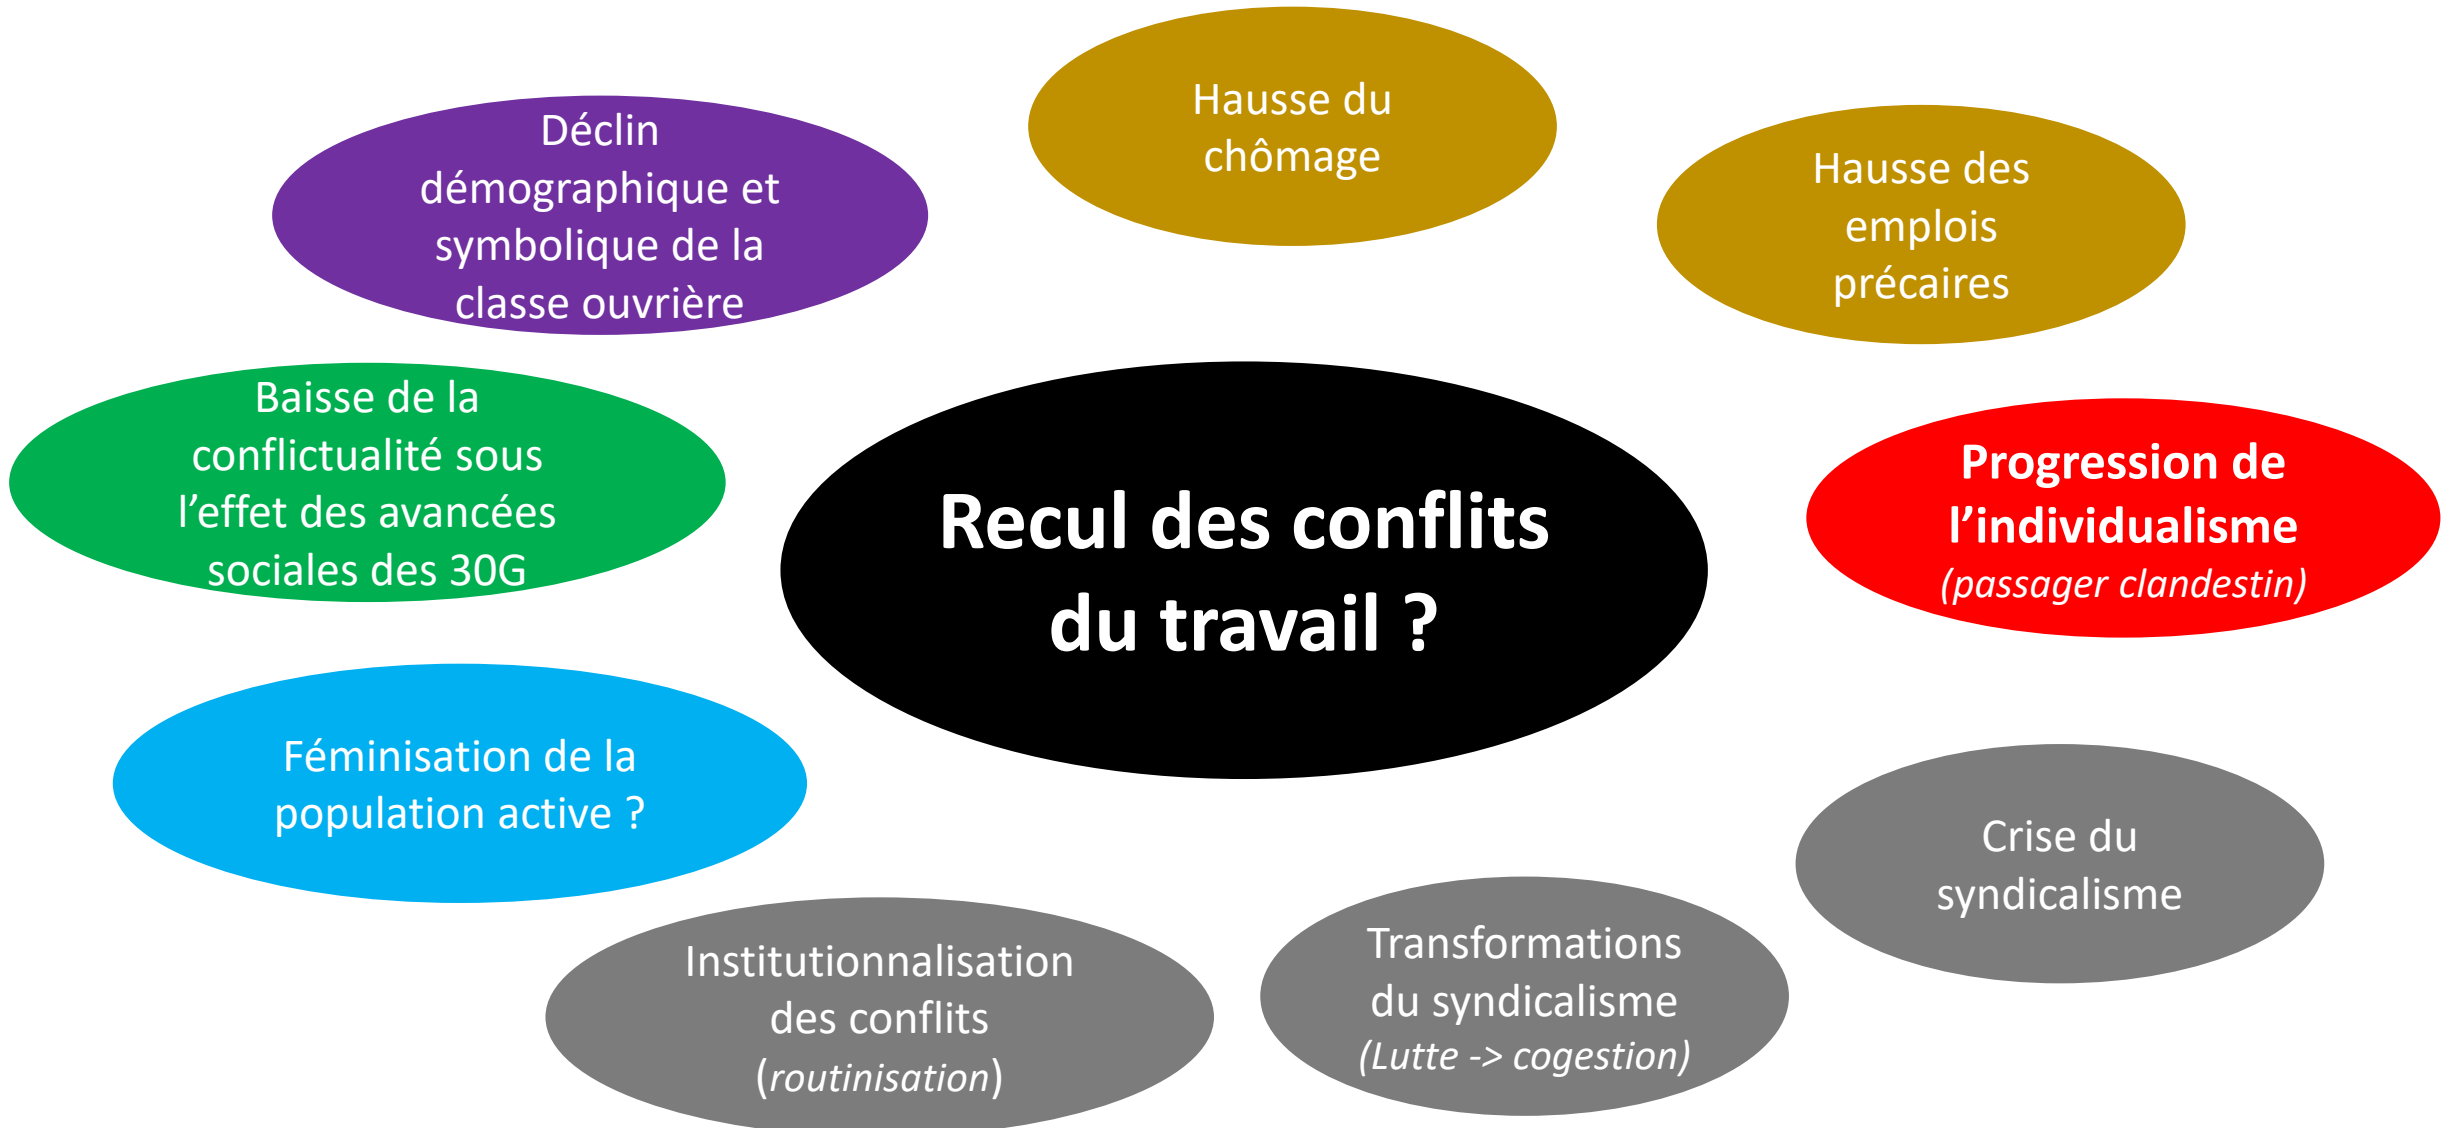 Hausse du
chômage
Déclin
démographique et
symbolique de la
classe ouvrière
Hausse des
emplois
précaires
Baisse de la
conflictualité sous
l’effet des avancées
sociales des 30G
Recul des conflits
du travail ?
Progression de
l’individualisme
(passager clandestin)
Féminisation de la
population active ?
Crise du
syndicalisme
Institutionnalisation
des conflits
(routinisation)
Transformations
du syndicalisme
(Lutte -> cogestion)